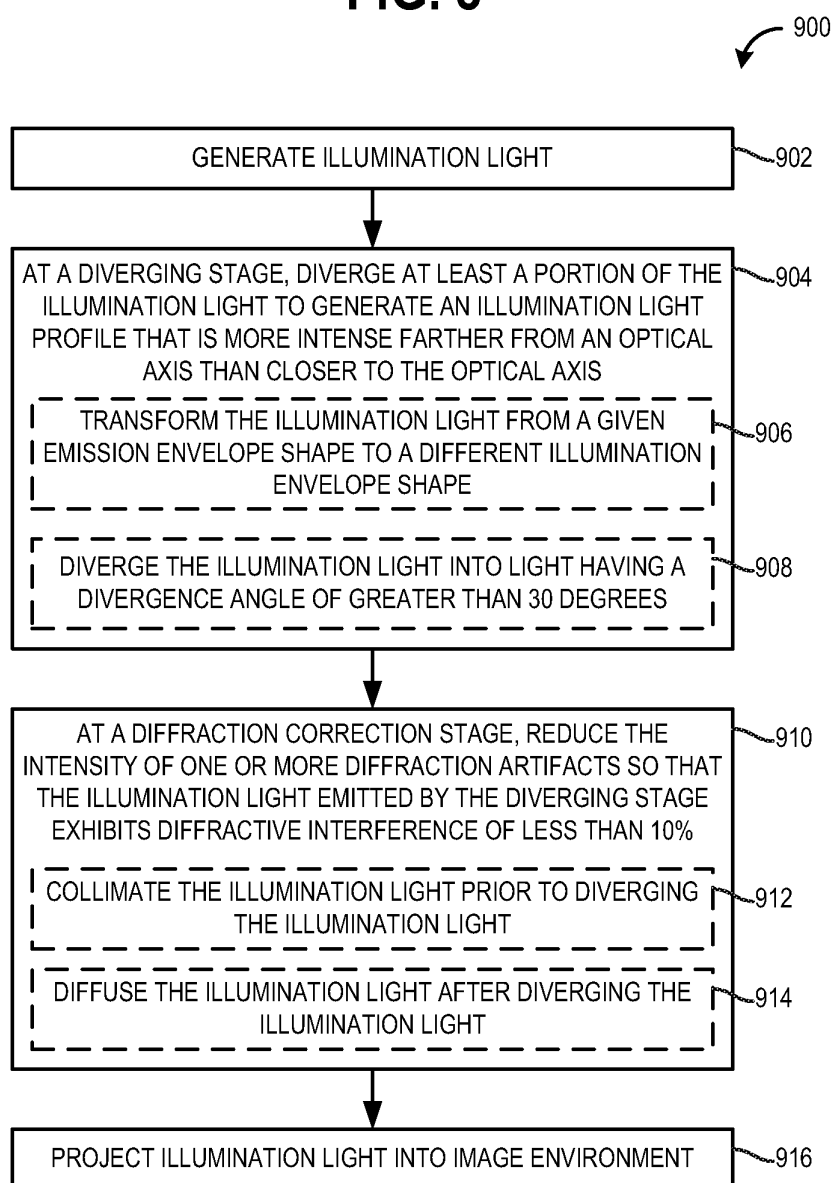 900
GENERATE ILLUMINATION LIGHT
902
AT A DIVERGING STAGE, DIVERGE AT LEAST A PORTION OF THE
ILLUMINATION LIGHT TO GENERATE AN ILLUMINATION LIGHT
PROFILE THAT IS MORE INTENSE FARTHER FROM AN OPTICAL
AXIS THAN CLOSER TO THE OPTICAL AXIS
904
TRANSFORM THE ILLUMINATION LIGHT FROM A GIVEN
EMISSION ENVELOPE SHAPE TO A DIFFERENT ILLUMINATION
ENVELOPE SHAPE
906
DIVERGE THE ILLUMINATION LIGHT INTO LIGHT HAVING A
DIVERGENCE ANGLE OF GREATER THAN 30 DEGREES
908
AT A DIFFRACTION CORRECTION STAGE, REDUCE THE
INTENSITY OF ONE OR MORE DIFFRACTION ARTIFACTS SO THAT
THE ILLUMINATION LIGHT EMITTED BY THE DIVERGING STAGE
EXHIBITS DIFFRACTIVE INTERFERENCE OF LESS THAN 10%
910
COLLIMATE THE ILLUMINATION LIGHT PRIOR TO DIVERGING
THE ILLUMINATION LIGHT
912
DIFFUSE THE ILLUMINATION LIGHT AFTER DIVERGING THE
ILLUMINATION LIGHT
914
PROJECT ILLUMINATION LIGHT INTO IMAGE ENVIRONMENT
916